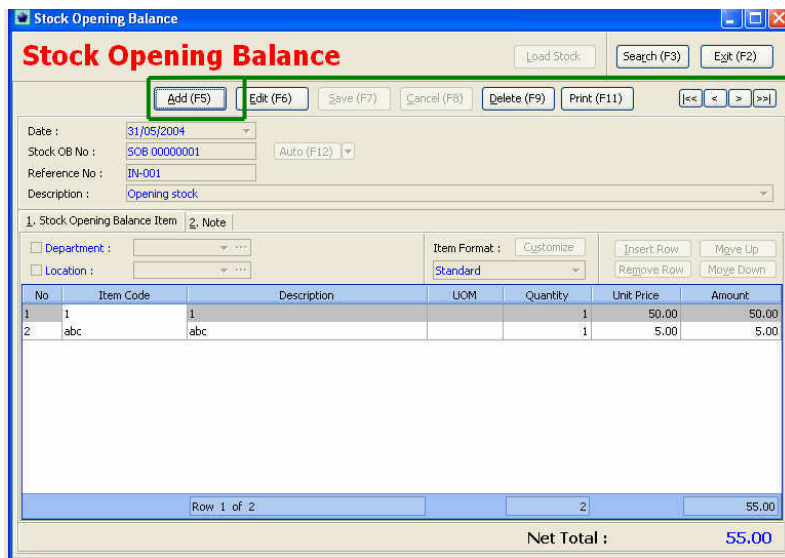 Stock Opening Balance
Stock Opening Balance
Load Stock Search (F3) Exit (F2)
Add (F5) Edit (F6) Save (F7) Cancel (F8) Delete (F9) Print (F11) |<< < > >>|
Date : 31/05/2004
Stock OB No : SOB 00000001 Auto (F12)
Reference No : IN-001
Description : Opening stock
1. Stock Opening Balance Item 2. Note
Department : ... Item Format : Customize Insert Row Move Up
Location : ... Standard Remove Row Move Down
No Item Code Description UOM Quantity Unit Price Amount
1 1 1 1 50.00 50.00
2 abc abc 1 5.00 5.00
Row 1 of 2 2 55.00
Net Total : 55.00